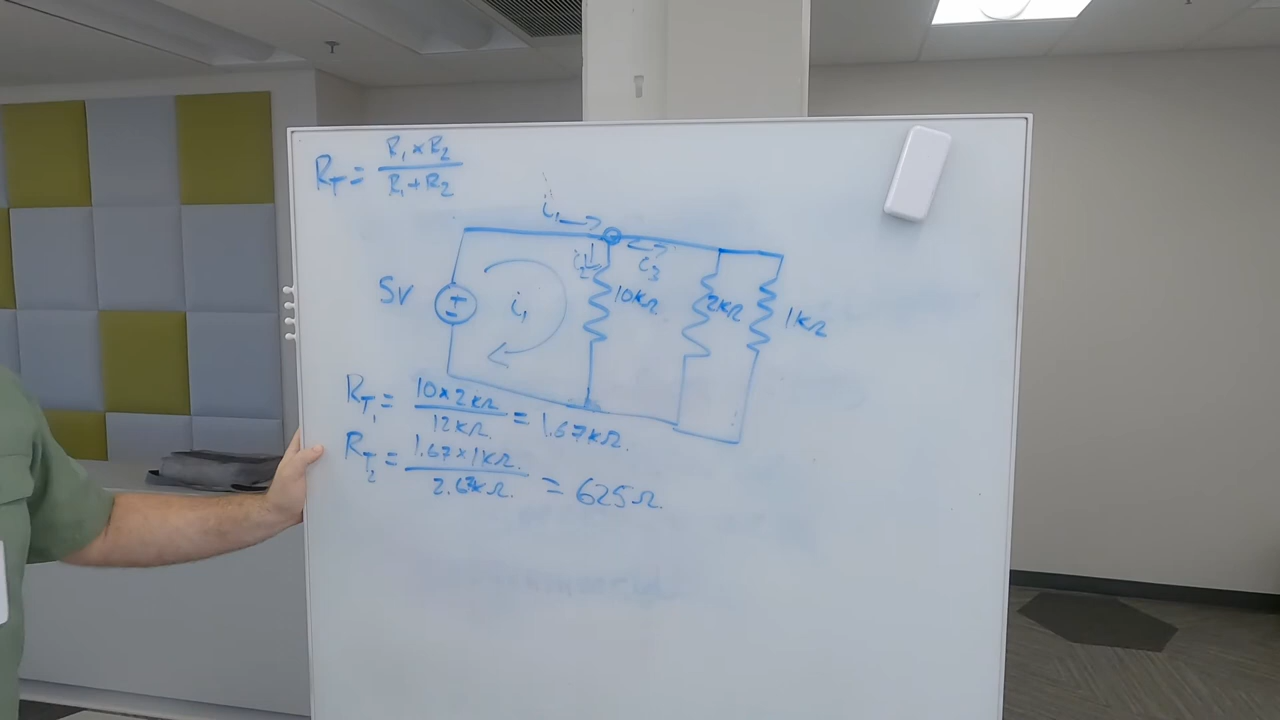 R_T = R₁ × R₂ / R₁ + R₂
i₁ →
i₂ ↓
i₃
5V
+
-
i₁
10kΩ
2kΩ
1kΩ
R_T₁ = 10 × 2kΩ / 12kΩ = 1.67kΩ.
R_T₂ = 1.67 × 1kΩ. / 2.67kΩ. = 625Ω.